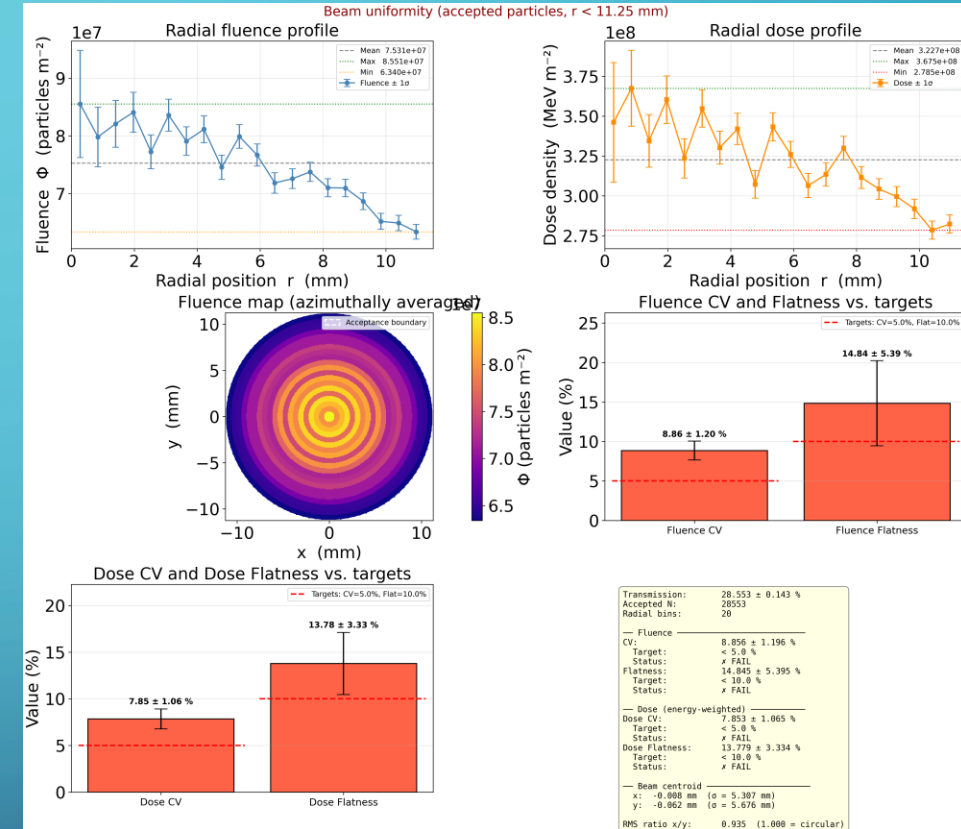 Beam uniformity (accepted particles, r < 11.25 mm)
Radial fluence profile
1e7
Mean 7.531e+07
Max 8.551e+07
Min 6.340e+07
Fluence ± 1σ
Fluence Φ (particles m⁻²)
9
8
7
0 2 4 6 8 10
Radial position r (mm)
Radial dose profile
1e8
Mean 3.227e+08
Max 3.675e+08
Min 2.785e+08
Dose ± 1σ
Dose density (MeV m⁻²)
3.75
3.50
3.25
3.00
2.75
0 2 4 6 8 10
Radial position r (mm)
Fluence map (azimuthally averaged)
1e7
Acceptance boundary
y (mm)
10
5
0
−5
−10
−10 0 10
x (mm)
8.5
8.0
7.5
7.0
6.5
Φ (particles m⁻²)
Fluence CV and Flatness vs. targets
Targets: CV=5.0%, Flat=10.0%
Value (%)
25
20
15
10
5
0
14.84 ± 5.39 %
8.86 ± 1.20 %
Fluence CV Fluence Flatness
Dose CV and Dose Flatness vs. targets
Targets: CV=5.0%, Flat=10.0%
Value (%)
20
15
10
5
0
13.78 ± 3.33 %
7.85 ± 1.06 %
Dose CV Dose Flatness
Transmission: 28.553 ± 0.143 %
Accepted N: 28553
Radial bins: 20
── Fluence ──
CV: 8.856 ± 1.196 %
Target: < 5.0 %
Status: ✗ FAIL
Flatness: 14.845 ± 5.395 %
Target: < 10.0 %
Status: ✗ FAIL
── Dose (energy-weighted) ──
Dose CV: 7.853 ± 1.065 %
Target: < 5.0 %
Status: ✗ FAIL
Dose Flatness: 13.779 ± 3.334 %
Target: < 10.0 %
Status: ✗ FAIL
── Beam centroid ──
x: -0.008 mm (σ = 5.307 mm)
y: -0.062 mm (σ = 5.676 mm)
RMS ratio x/y: 0.935 (1.000 = circular)